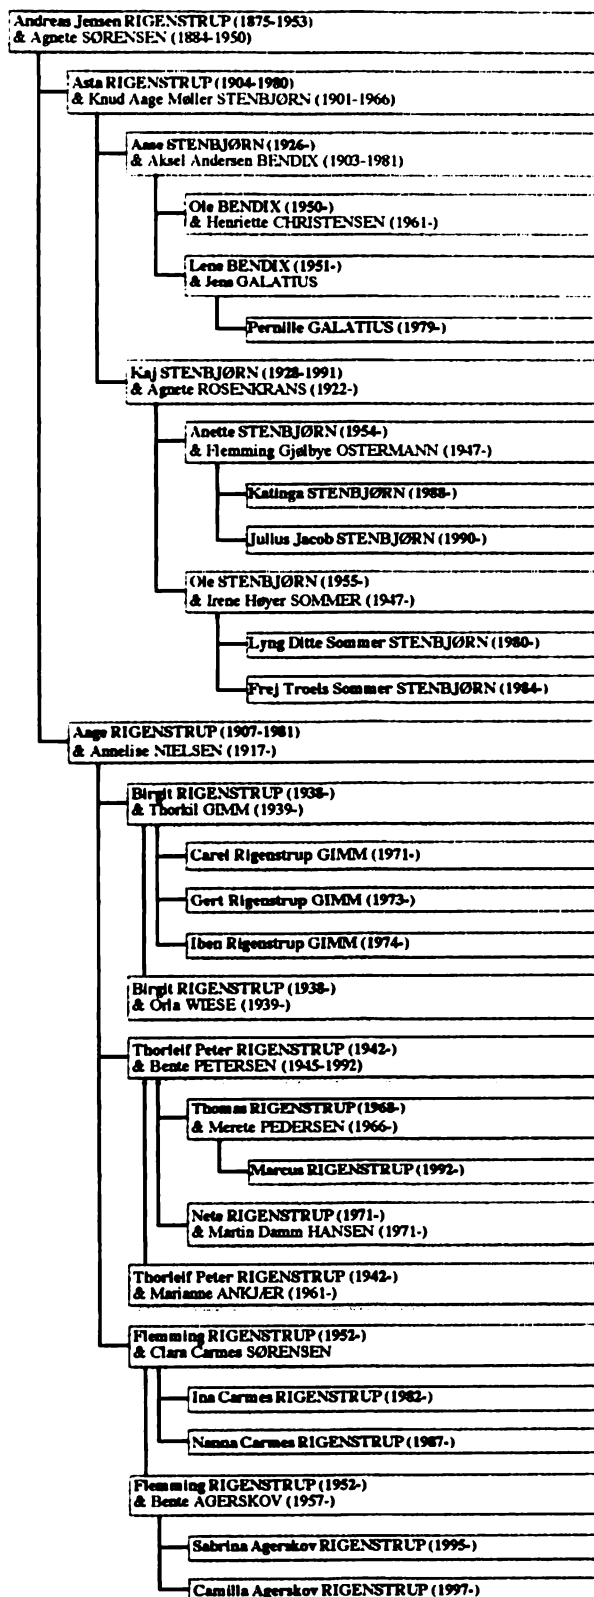 Andreas Jensen RIGENSTRUP (1875-1953)
& Agnete SØRENSEN (1884-1950)
Asta RIGENSTRUP (1904-1980)
& Knud Aage Møller STENBJØRN (1901-1966)
Aase STENBJØRN (1926-)
& Aksel Andersen BENDIX (1903-1981)
Ole BENDIX (1950-)
& Henriette CHRISTENSEN (1961-)
Lene BENDIX (1951-)
& Jens GALATIUS
Pernille GALATIUS (1979-)
Kaj STENBJØRN (1928-1991)
& Agnete ROSENKRANS (1922-)
Anette STENBJØRN (1954-)
& Flemming Gjølbye OSTERMANN (1947-)
Katinga STENBJØRN (1988-)
Julius Jacob STENBJØRN (1990-)
Ole STENBJØRN (1955-)
& Irene Høyer SOMMER (1947-)
Lyng Ditte Sommer STENBJØRN (1980-)
Frej Troels Sommer STENBJØRN (1984-)
Aage RIGENSTRUP (1907-1981)
& Annelise NIELSEN (1917-)
Birgit RIGENSTRUP (1938-)
& Thorkil GIMM (1939-)
Carel Rigenstrup GIMM (1971-)
Gert Rigenstrup GIMM (1973-)
Iben Rigenstrup GIMM (1974-)
Birgit RIGENSTRUP (1938-)
& Orla WIESE (1939-)
Thorleif Peter RIGENSTRUP (1942-)
& Bente PETERSEN (1945-1992)
Thomas RIGENSTRUP (1968-)
& Merete PEDERSEN (1966-)
Marcus RIGENSTRUP (1992-)
Nete RIGENSTRUP (1971-)
& Martin Damm HANSEN (1971-)
Thorleif Peter RIGENSTRUP (1942-)
& Marianne ANKJÆR (1961-)
Flemming RIGENSTRUP (1952-)
& Clara Carmes SØRENSEN
Ina Carmes RIGENSTRUP (1982-)
Nanna Carmes RIGENSTRUP (1987-)
Flemming RIGENSTRUP (1952-)
& Bente AGERSKOV (1957-)
Sabrina Agerskov RIGENSTRUP (1995-)
Camilla Agerskov RIGENSTRUP (1997-)